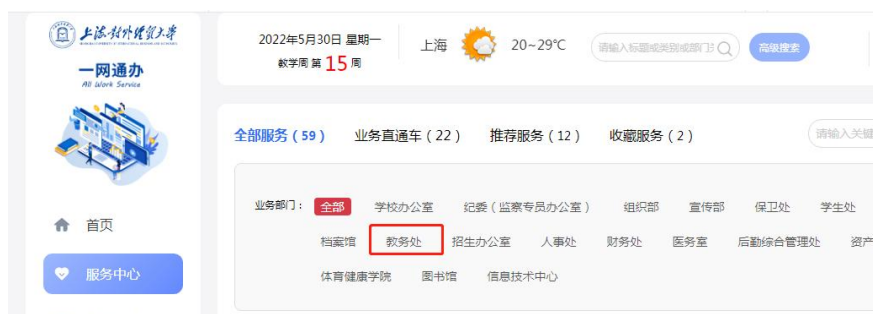 上海对外经贸大学
一网通办
All Work Service
首页
服务中心
2022年5月30日 星期一
教学周 第 15 周
上海
20~29℃
请输入标题或类别或部门
高级搜索
全部服务（59） 业务直通车（22） 推荐服务（12） 收藏服务（2）
请输入关键
业务部门： 全部 学校办公室 纪委（监察专员办公室） 组织部 宣传部 保卫处 学生处
档案馆 教务处 招生办公室 人事处 财务处 医务室 后勤综合管理处 资产
体育健康学院 图书馆 信息技术中心